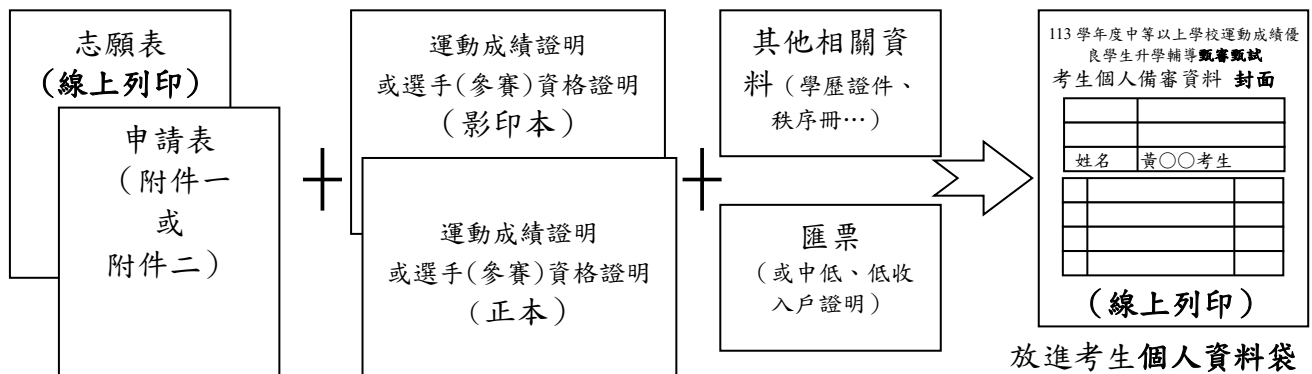 志願表
(線上列印)
申請表
(附件一
或
附件二)
運動成績證明
或選手(參賽)資格證明
(影印本)
運動成績證明
或選手(參賽)資格證明
(正本)
其他相關資
料(學歷證件、
秩序冊…)
匯票
(或中低、低收
入戶證明)
113 學年度中等以上學校運動成績優
良學生升學輔導甄審甄試
考生個人備審資料 封面
姓名 黃○○考生
(線上列印)
放進考生個人資料袋